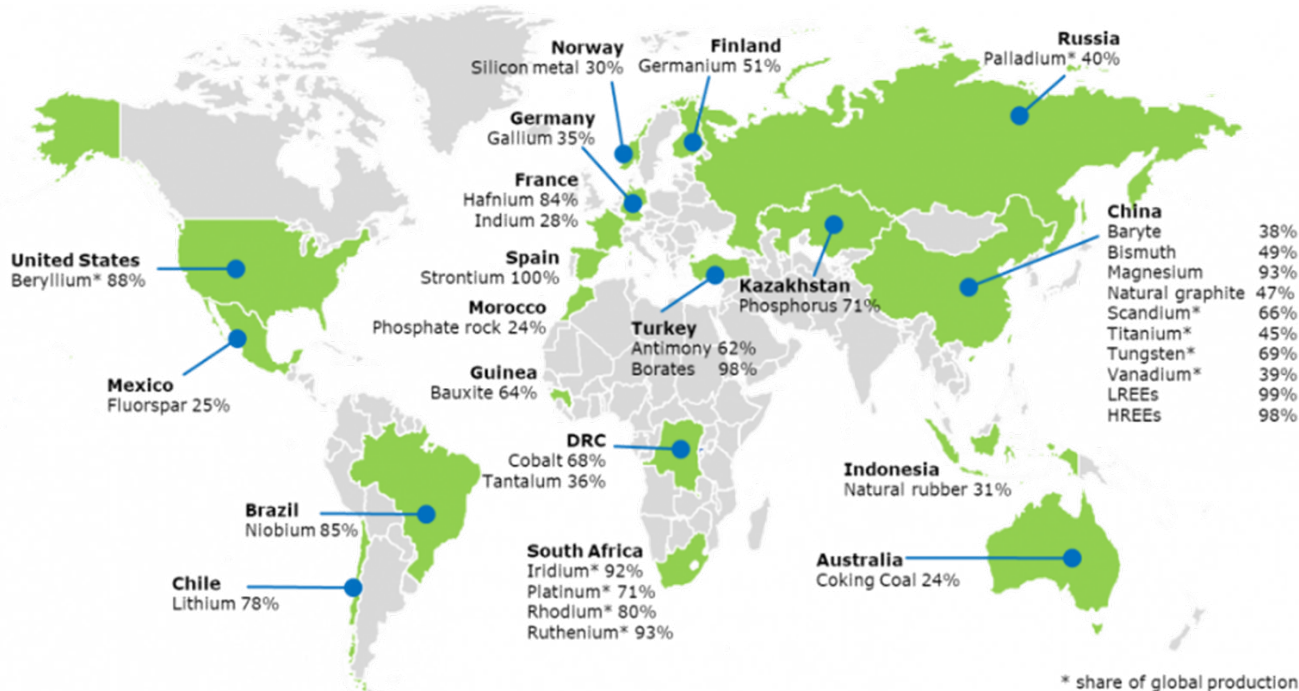 Norway
Silicon metal 30%
Finland
Germanium 51%
Russia
Palladium* 40%
Germany
Gallium 35%
France
Hafnium 84%
Indium 28%
Spain
Strontium 100%
Morocco
Phosphate rock 24%
Guinea
Bauxite 64%
United States
Beryllium* 88%
Mexico
Fluorspar 25%
Turkey
Antimony 62%
Borates 98%
Kazakhstan
Phosphorus 71%
China
Baryte 38%
Bismuth 49%
Magnesium 93%
Natural graphite 47%
Scandium* 66%
Titanium* 45%
Tungsten* 69%
Vanadium* 39%
LREEs 99%
HREEs 98%
DRC
Cobalt 68%
Tantalum 36%
Indonesia
Natural rubber 31%
Brazil
Niobium 85%
Chile
Lithium 78%
South Africa
Iridium* 92%
Platinum* 71%
Rhodium* 80%
Ruthenium* 93%
Australia
Coking Coal 24%
* share of global production